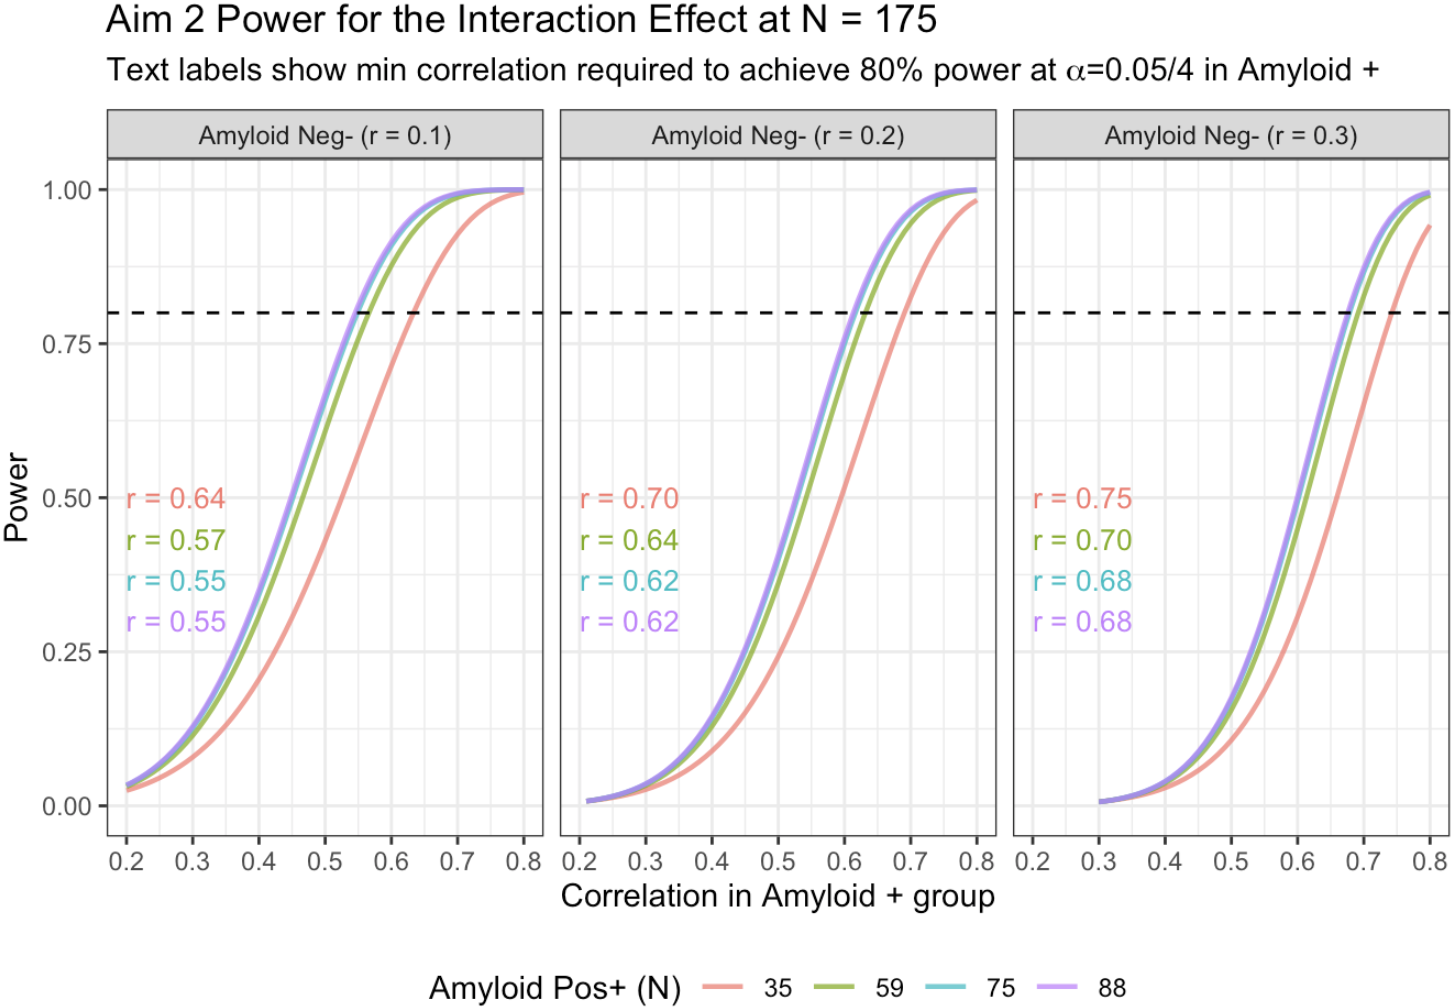 Aim 2 Power for the Interaction Effect at N = 175
Text labels show min correlation required to achieve 80% power at α=0.05/4 in Amyloid +
Amyloid Neg- (r = 0.1)
Amyloid Neg- (r = 0.2)
Amyloid Neg- (r = 0.3)
Power
1.00
0.75
0.50
0.25
0.00
r = 0.64
r = 0.57
r = 0.55
r = 0.55
r = 0.70
r = 0.64
r = 0.62
r = 0.62
r = 0.75
r = 0.70
r = 0.68
r = 0.68
0.2 0.3 0.4 0.5 0.6 0.7 0.8
0.2 0.3 0.4 0.5 0.6 0.7 0.8
0.2 0.3 0.4 0.5 0.6 0.7 0.8
Correlation in Amyloid + group
Amyloid Pos+ (N) 35 59 75 88